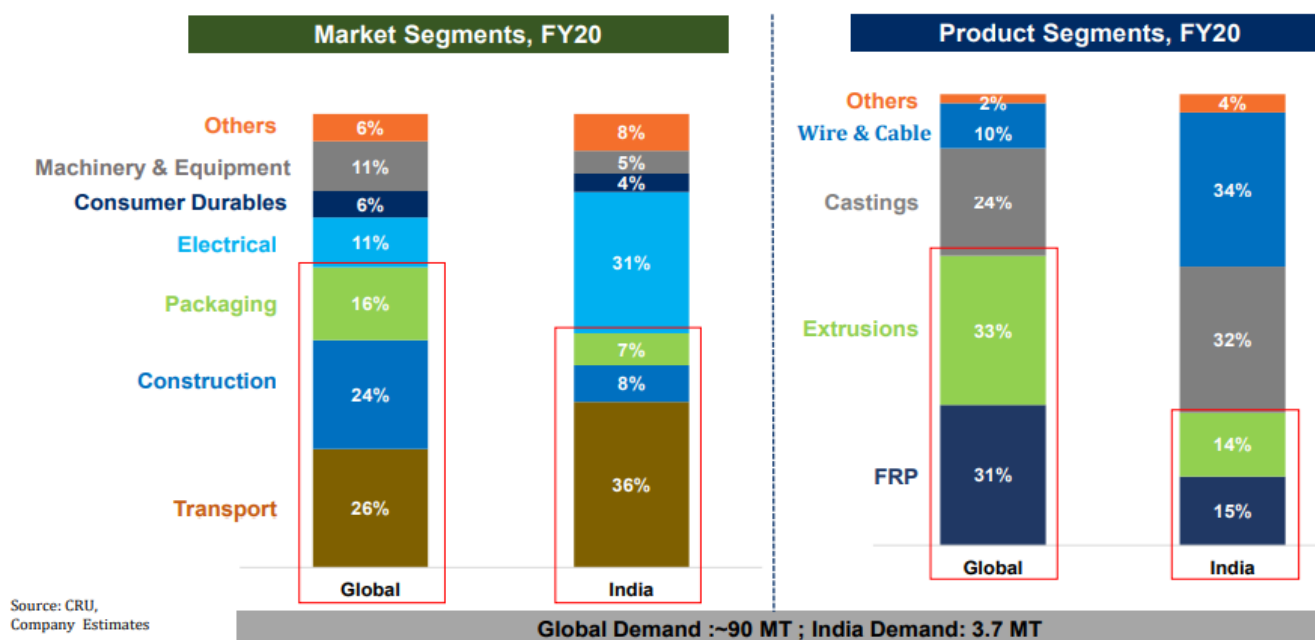 Market Segments, FY20
Others
Machinery & Equipment
Consumer Durables
Electrical
Packaging
Construction
Transport
6%
11%
6%
11%
16%
24%
26%
Global
8%
5%
4%
31%
7%
8%
36%
India
Product Segments, FY20
Others
Wire & Cable
Castings
Extrusions
FRP
2%
10%
24%
33%
31%
Global
4%
34%
32%
14%
15%
India
Source: CRU,
Company Estimates
Global Demand :~90 MT ; India Demand: 3.7 MT